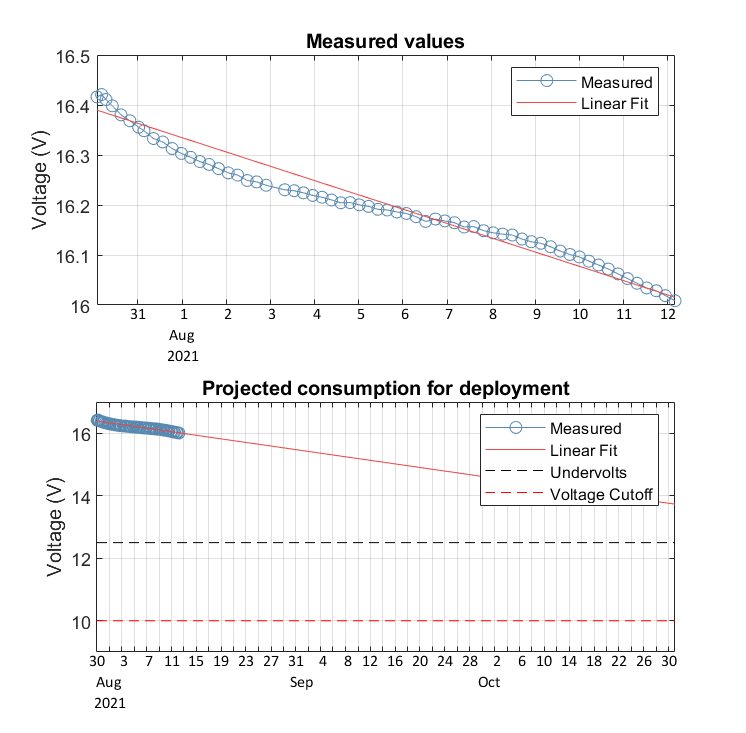 Measured values
16.5
16.4
16.3
16.2
16.1
16
Voltage (V)
Measured
Linear Fit
31 1 2 3 4 5 6 7 8 9 10 11 12
Aug
2021
Projected consumption for deployment
16
14
12
10
Voltage (V)
Measured
Linear Fit
Undervolts
Voltage Cutoff
30 3 7 11 15 19 23 27 31 4 8 12 16 20 24 28 2 6 10 14 18 22 26 30
Aug Sep Oct
2021